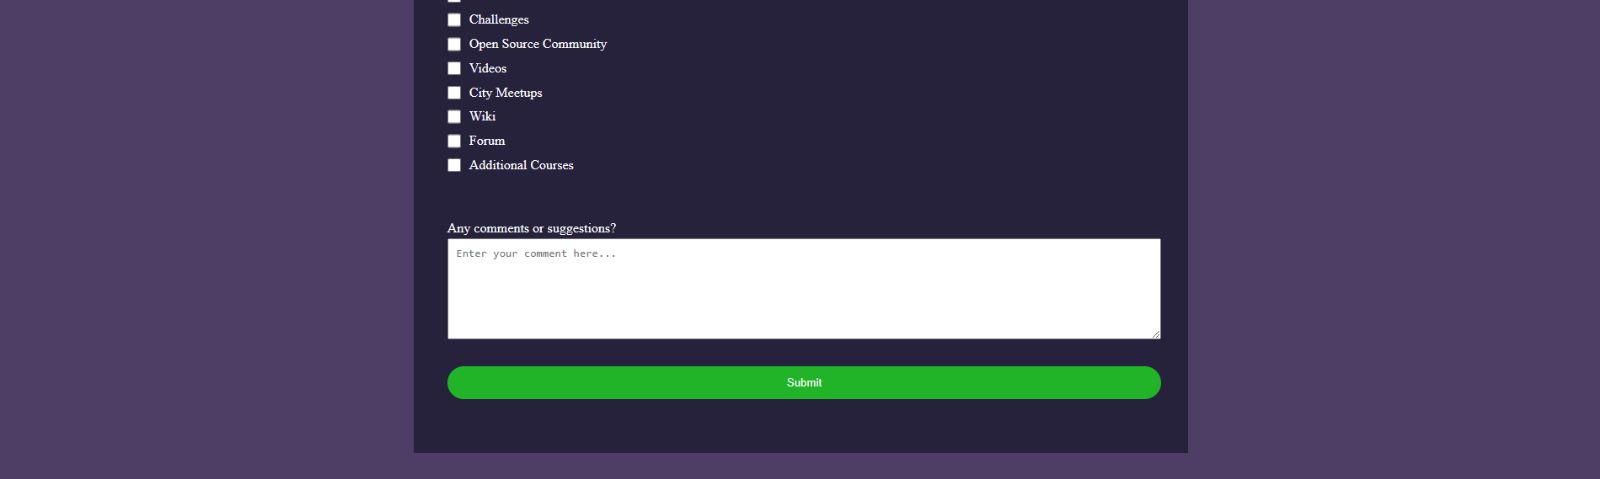 Challenges
Open Source Community
Videos
City Meetups
Wiki
Forum
Additional Courses
Any comments or suggestions?
Enter your comment here...
Submit